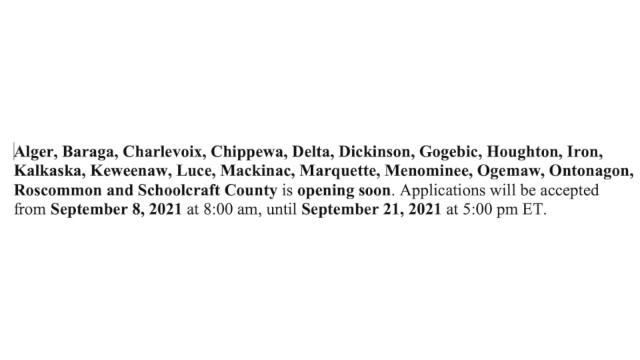 Alger, Baraga, Charlevoix, Chippewa, Delta, Dickinson, Gogebic, Houghton, Iron,
Kalkaska, Keweenaw, Luce, Mackinac, Marquette, Menominee, Ogemaw, Ontonagon,
Roscommon and Schoolcraft County is opening soon. Applications will be accepted
from September 8, 2021 at 8:00 am, until September 21, 2021 at 5:00 pm ET.